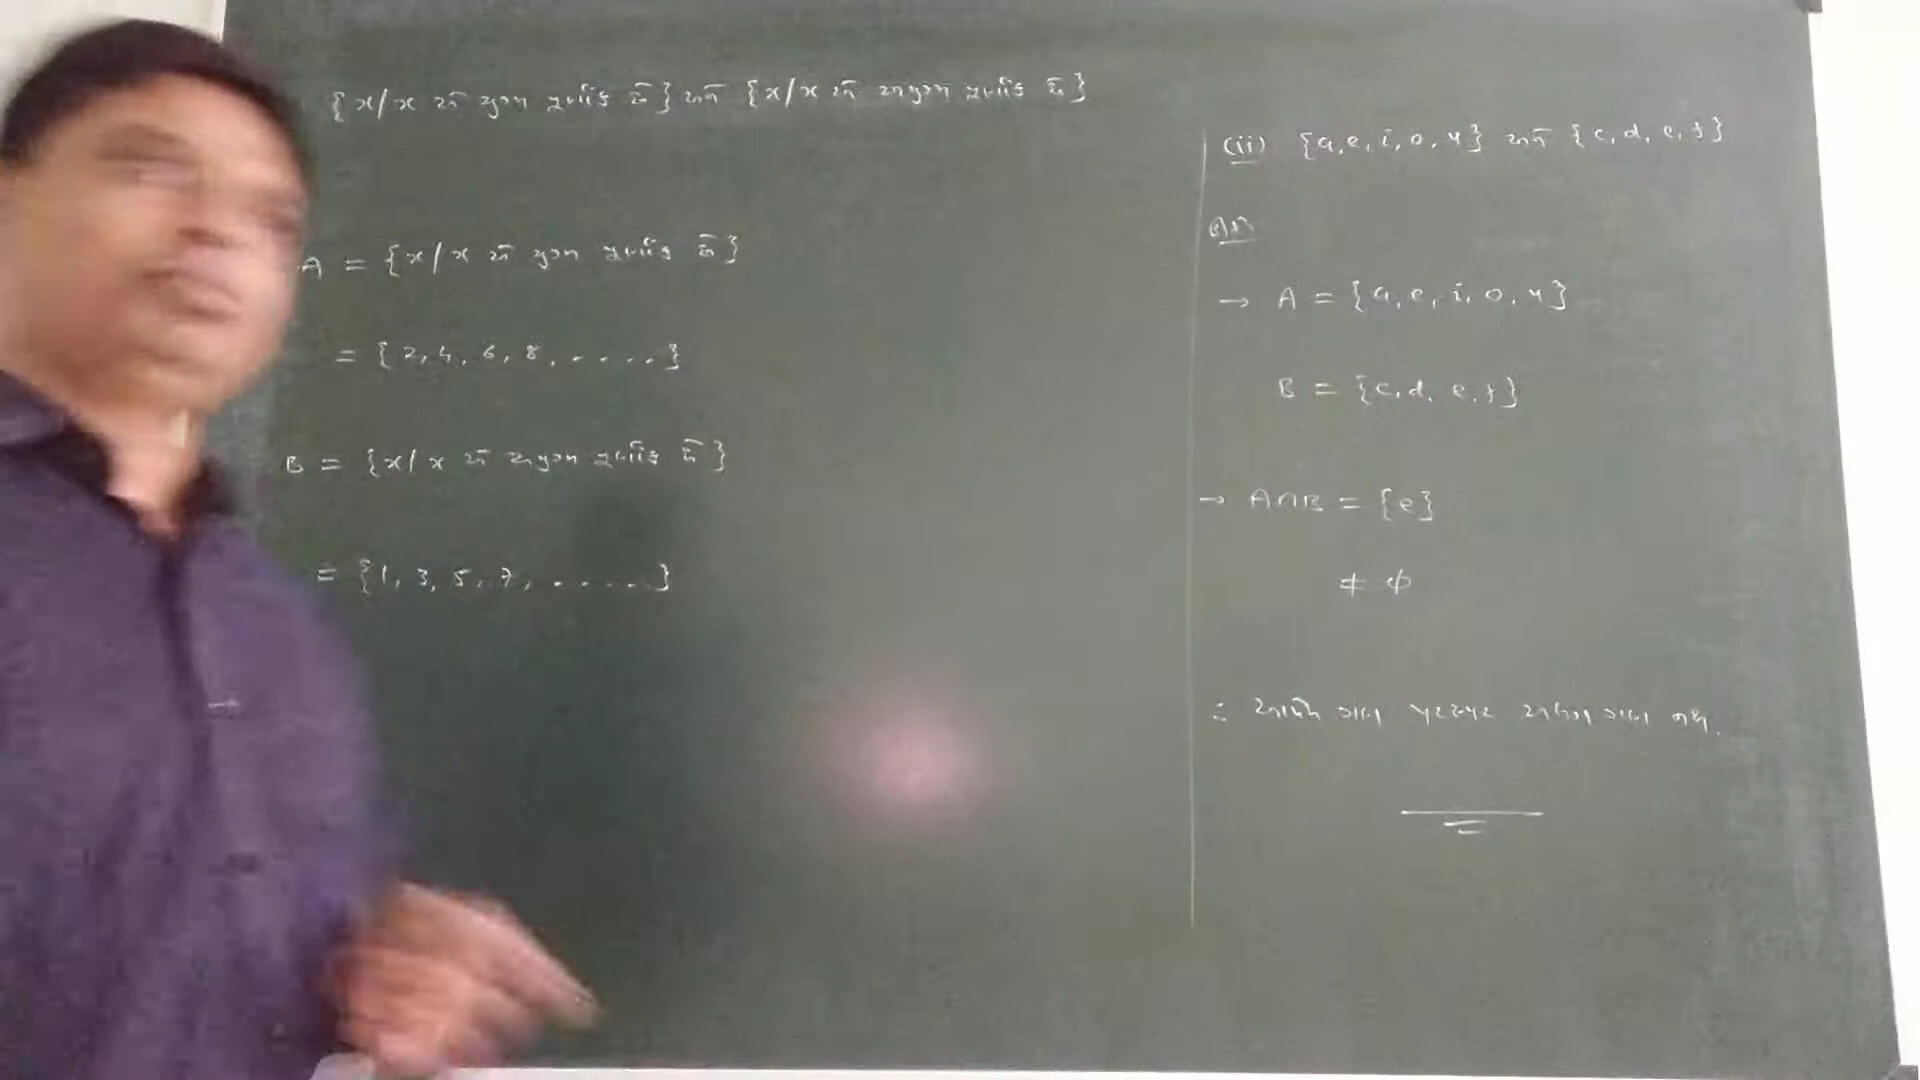 {x/x એ યુગ્મ પૂર્ણાંક છે} અને {x/x એ અયુગ્મ પૂર્ણાંક છે}
A = {x/x એ યુગ્મ પૂર્ણાંક છે}
= {2, 4, 6, 8, . . . . .}
B = {x/x એ અયુગ્મ પૂર્ણાંક છે}
= {1, 3, 5, 7, . . . . . .}
(ii) {a, e, i, o, u} અને {c, d, e, f}
→ A = {a, e, i, o, u}
B = {c, d, e, f}
→ A∩B = {e}
≠ ϕ
∴ આપેલ ગણ પરસ્પર અલગ ગણ નથી.